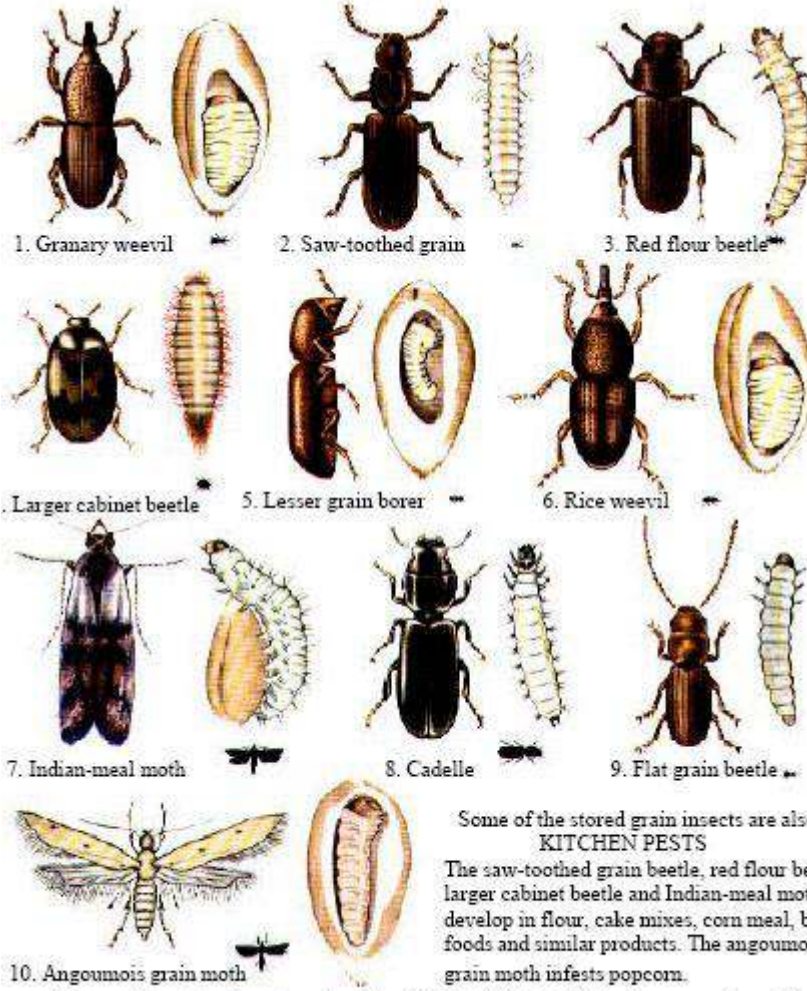 1. Granary weevil
2. Saw-toothed grain
3. Red flour beetle
. Larger cabinet beetle
5. Lesser grain borer
6. Rice weevil
7. Indian-meal moth
8. Cadelle
9. Flat grain beetle
10. Angoumois grain moth
Some of the stored grain insects are als
KITCHEN PESTS
The saw-toothed grain beetle, red flour be
larger cabinet beetle and Indian-meal mot
develop in flour, cake mixes, corn meal, b
foods and similar products. The angoumo
grain moth infests popcorn.